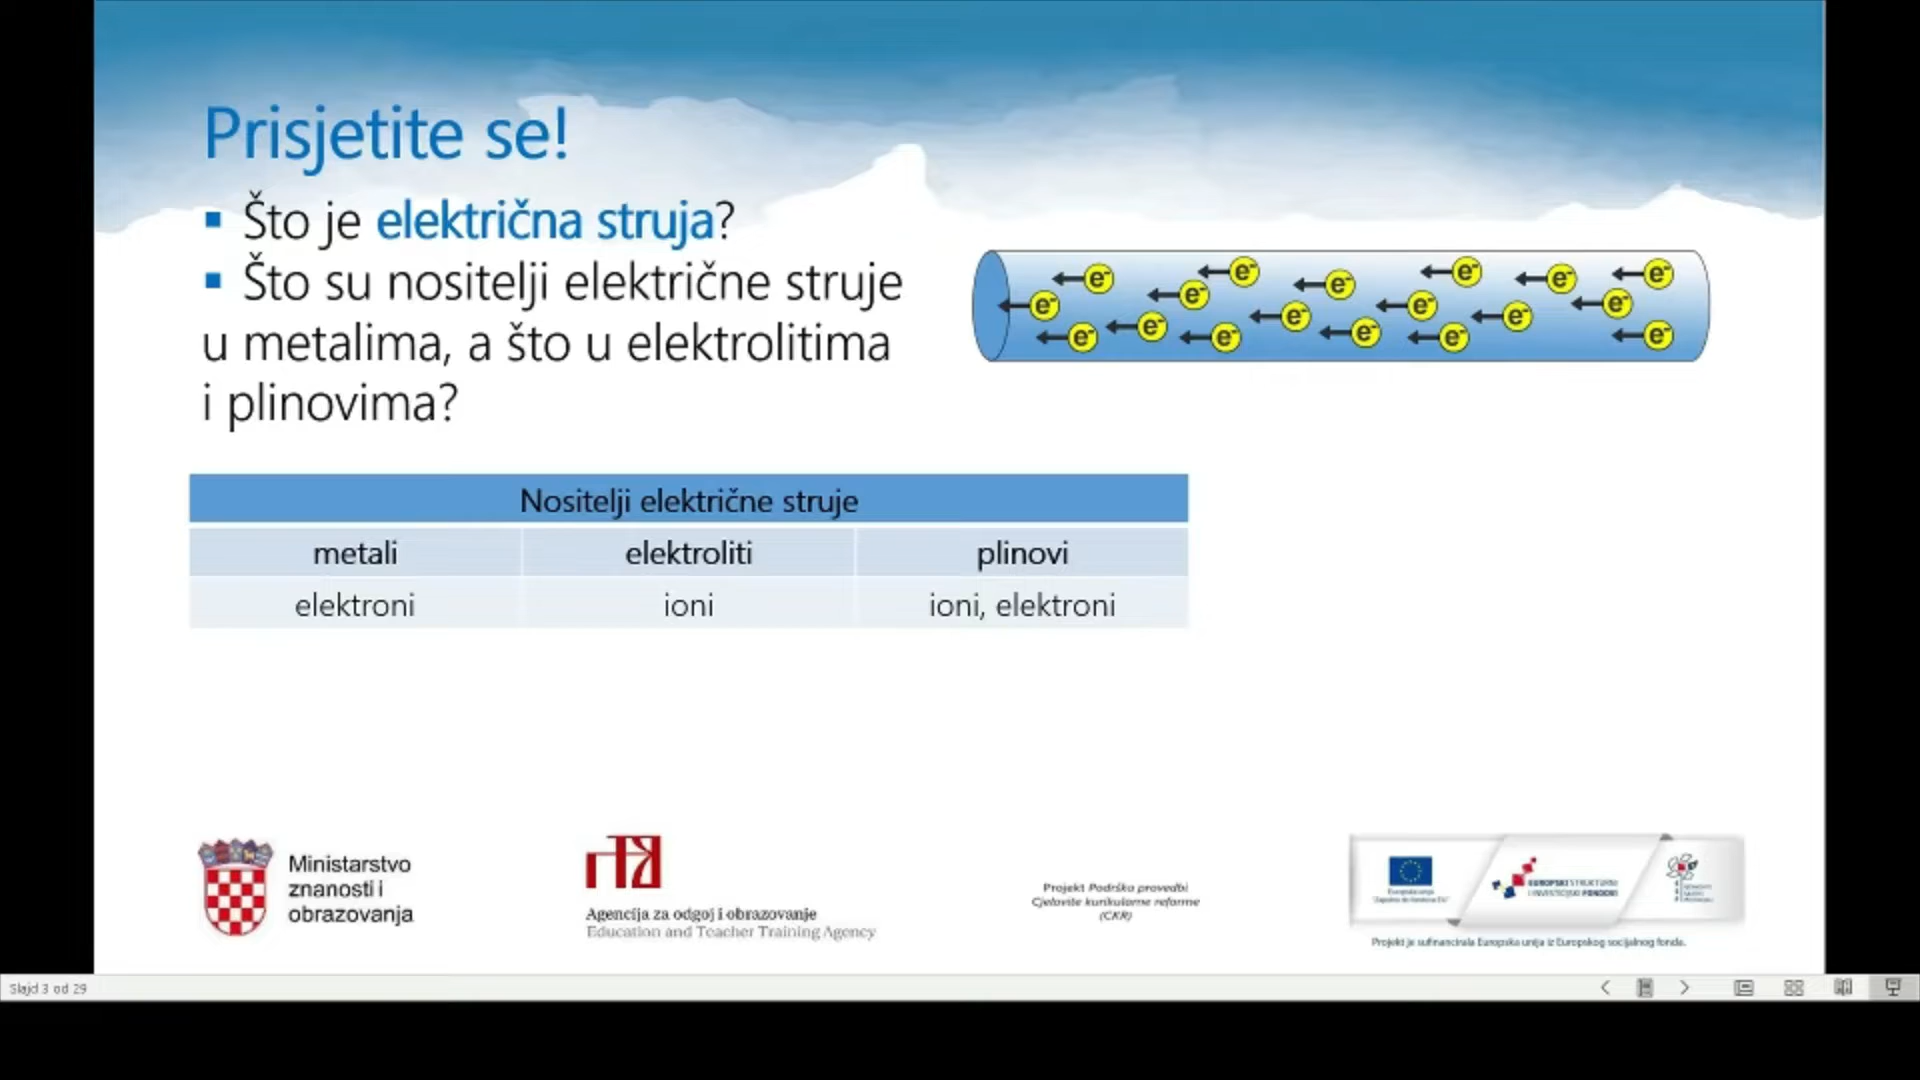 Prisjetite se!
▪ Što je električna struja?
▪ Što su nositelji električne struje
u metalima, a što u elektrolitima
i plinovima?
e⁻ e⁻ e⁻ e⁻ e⁻ e⁻
e⁻ e⁻ e⁻ e⁻ e⁻ e⁻ e⁻
e⁻ e⁻ e⁻ e⁻ e⁻ e⁻
Nositelji električne struje
metali elektroliti plinovi
elektroni ioni ioni, elektroni
Ministarstvo
znanosti i
obrazovanja
Agencija za odgoj i obrazovanje
Education and Teacher Training Agency
Projekt Podrška provedbi
Cjelovite kurikularne reforme
(CKR)
EUROPSKI STRUKTURNI
I INVESTICIJSKI FONDOVI
Projekt je sufinancirala Europska unija iz Europskog socijalnog fonda.
Slajd 3 od 29